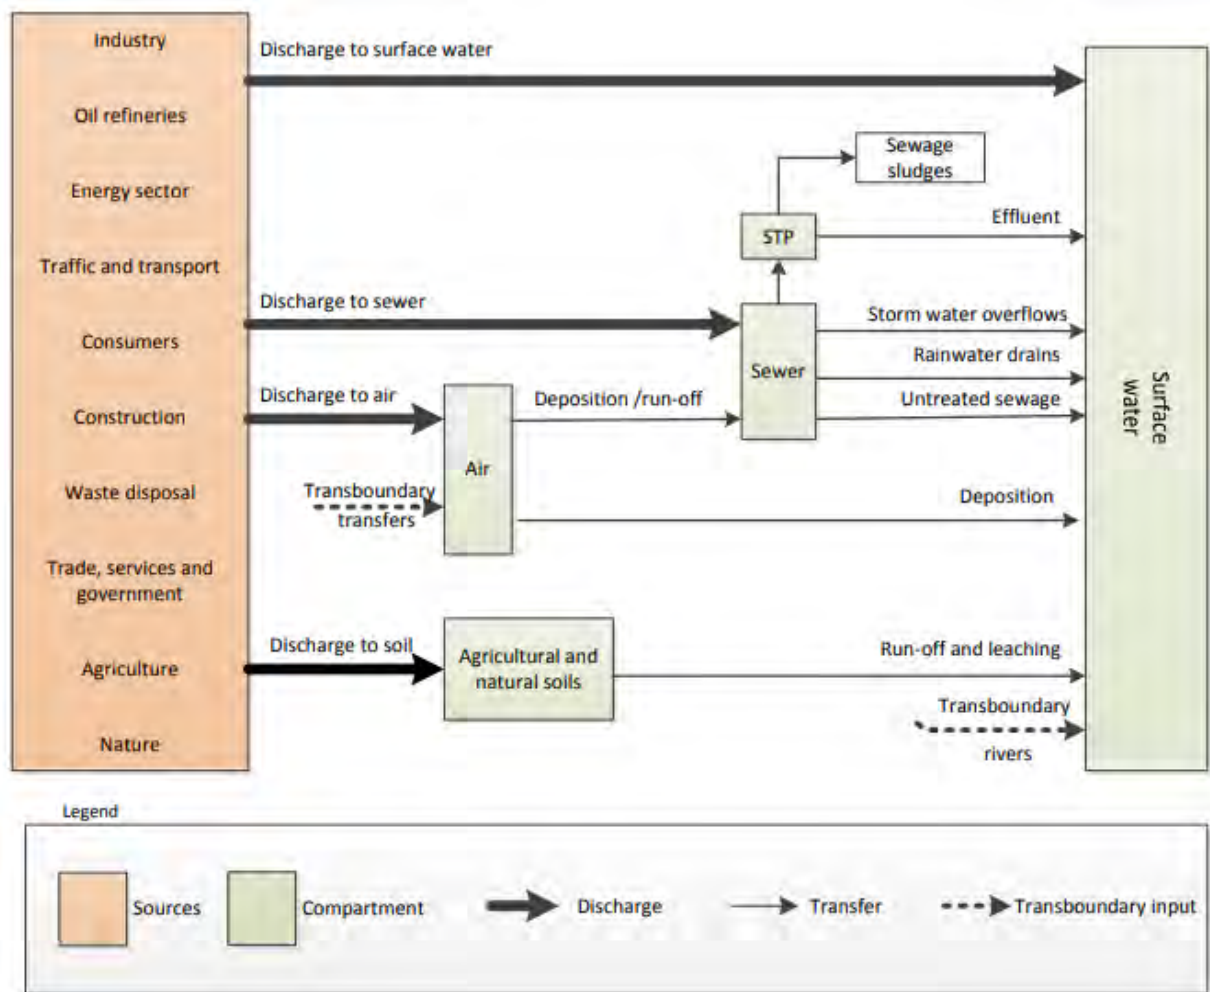 Industry
Oil refineries
Energy sector
Traffic and transport
Consumers
Construction
Waste disposal
Trade, services and
government
Agriculture
Nature
Discharge to surface water
Sewage
sludges
STP
Effluent
Discharge to sewer
Sewer
Storm water overflows
Rainwater drains
Untreated sewage
Discharge to air
Air
Deposition /run-off
Transboundary
transfers
Deposition
Discharge to soil
Agricultural and
natural soils
Run-off and leaching
Transboundary
rivers
Surface
water
Legend
Sources
Compartment
Discharge
Transfer
Transboundary input